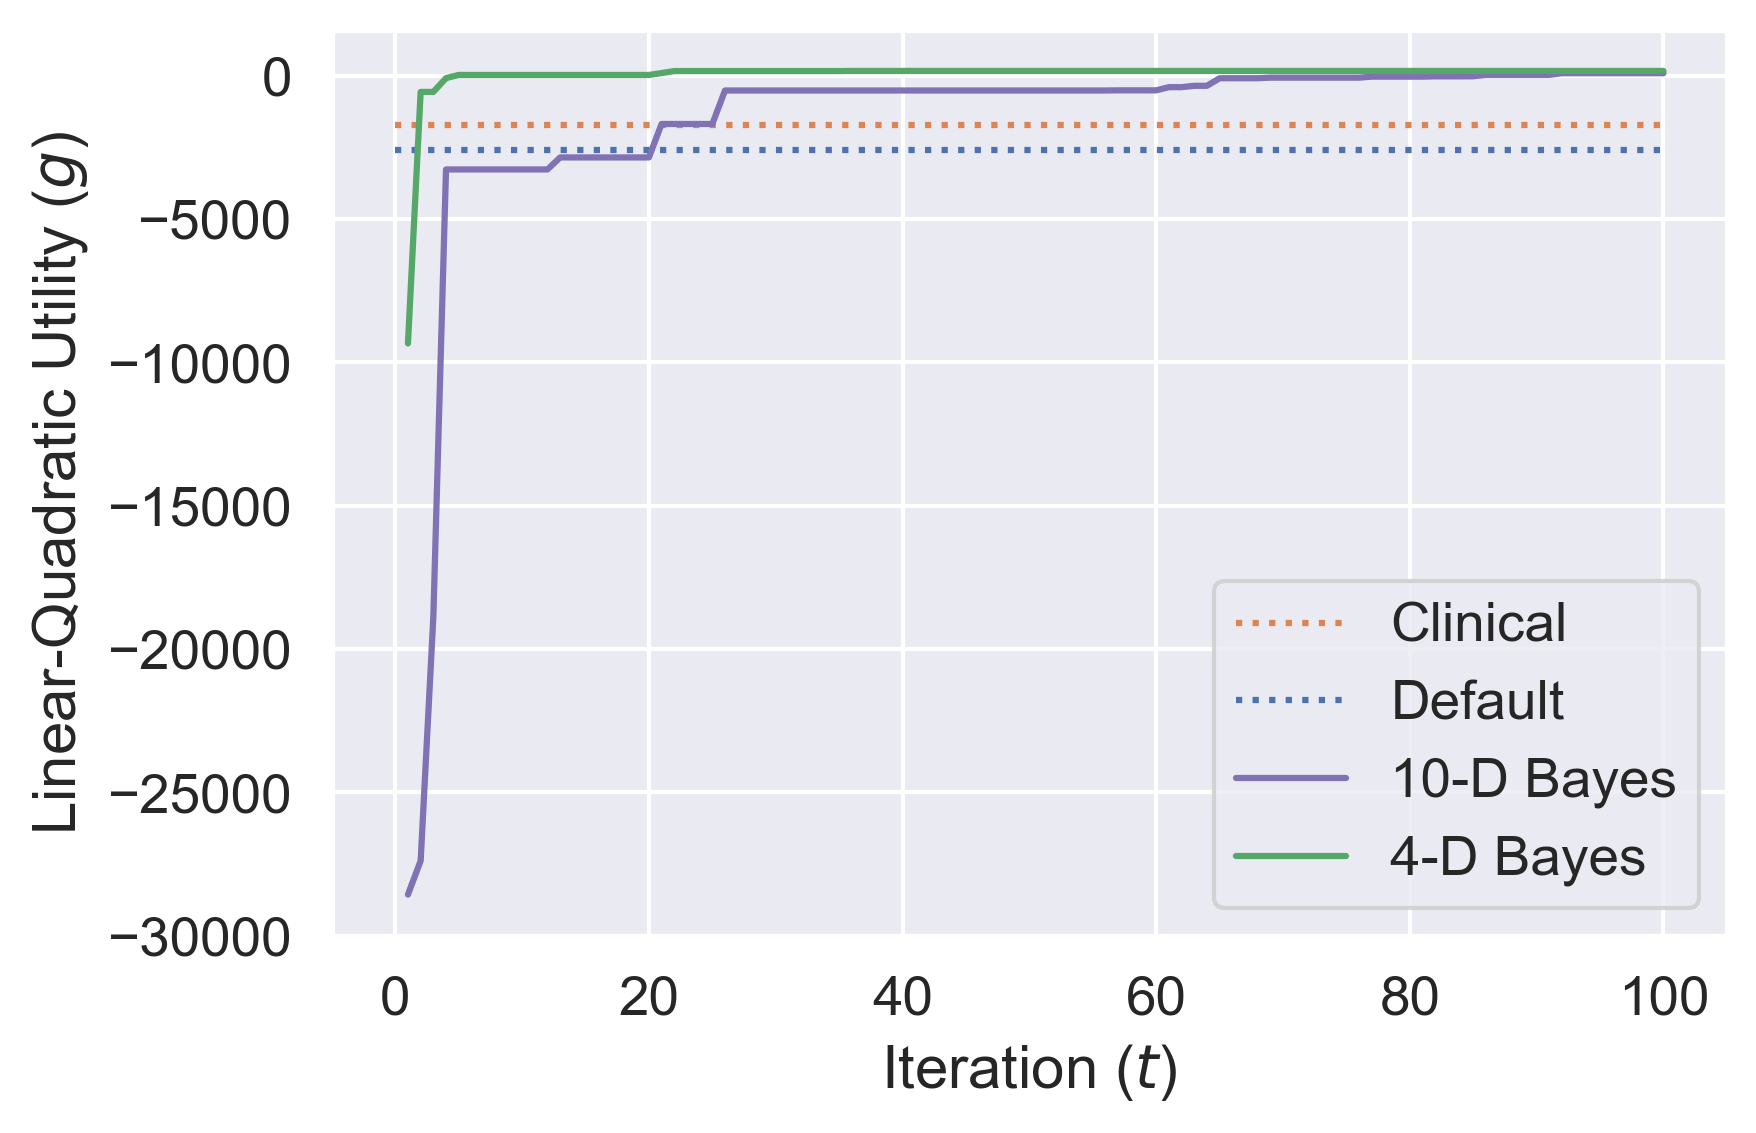 Linear-Quadratic Utility (g)
0
−5000
−10000
−15000
−20000
−25000
−30000
Clinical
Default
10-D Bayes
4-D Bayes
0 20 40 60 80 100
Iteration (t)